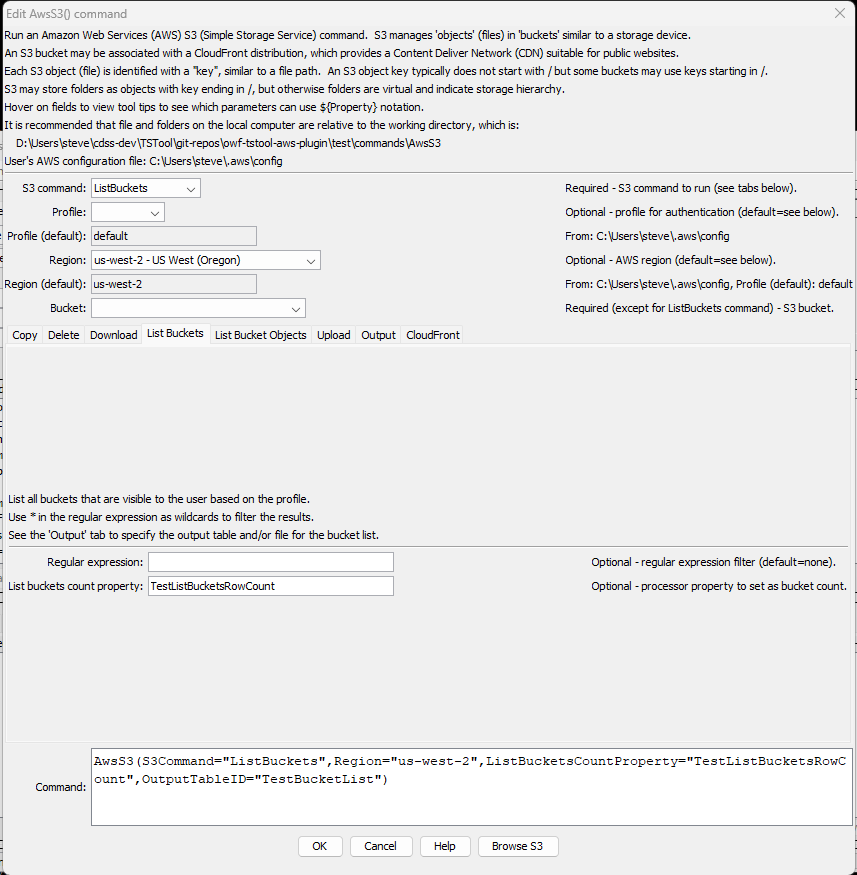 Edit AwsS3() command
Run an Amazon Web Services (AWS) S3 (Simple Storage Service) command.  S3 manages 'objects' (files) in 'buckets' similar to a storage device.
An S3 bucket may be associated with a CloudFront distribution, which provides a Content Deliver Network (CDN) suitable for public websites.
Each S3 object (file) is identified with a "key", similar to a file path.  An S3 object key typically does not start with / but some buckets may use keys starting in /.
S3 may store folders as objects with key ending in /, but otherwise folders are virtual and indicate storage hierarchy.
Hover on fields to view tool tips to see which parameters can use ${Property} notation.
It is recommended that file and folders on the local computer are relative to the working directory, which is:
D:\Users\steve\cdss-dev\TSTool\git-repos\owf-tstool-aws-plugin\test\commands\AwsS3
User's AWS configuration file: C:\Users\steve\.aws\config
S3 command: ListBuckets Required - S3 command to run (see tabs below).
Profile: Optional - profile for authentication (default=see below).
Profile (default): default From: C:\Users\steve\.aws\config
Region: us-west-2 - US West (Oregon) Optional - AWS region (default=see below).
Region (default): us-west-2 From: C:\Users\steve\.aws\config, Profile (default): default
Bucket: Required (except for ListBuckets command) - S3 bucket.
Copy Delete Download List Buckets List Bucket Objects Upload Output CloudFront
List all buckets that are visible to the user based on the profile.
Use * in the regular expression as wildcards to filter the results.
See the 'Output' tab to specify the output table and/or file for the bucket list.
Regular expression: Optional - regular expression filter (default=none).
List buckets count property: TestListBucketsRowCount Optional - processor property to set as bucket count.
Command: AwsS3(S3Command="ListBuckets",Region="us-west-2",ListBucketsCountProperty="TestListBucketsRowC
ount",OutputTableID="TestBucketList")
OK Cancel Help Browse S3